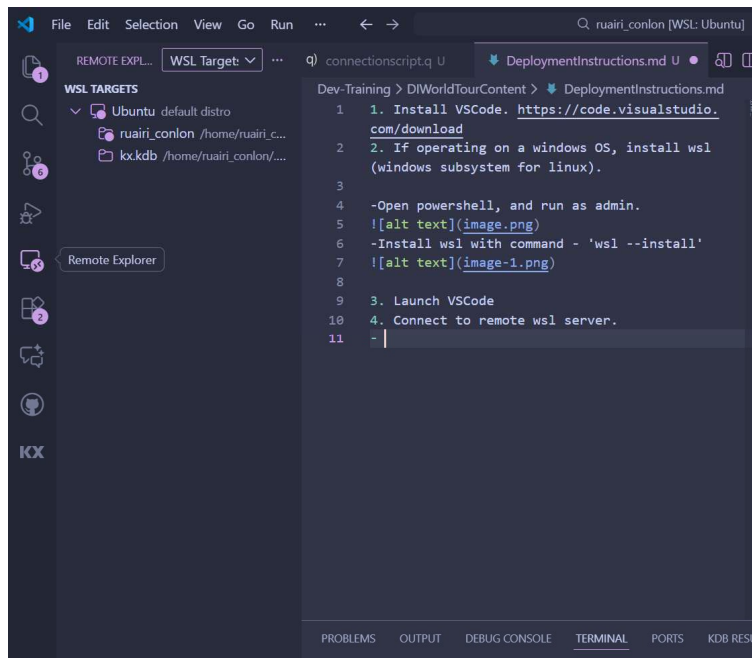 File Edit Selection View Go Run ... ruairi_conlon [WSL: Ubuntu]
REMOTE EXPL... WSL Target: ...
q) connectionscript.q U DeploymentInstructions.md U
WSL TARGETS
Dev-Training > DIWorldTourContent > DeploymentInstructions.md
Ubuntu default distro
ruairi_conlon /home/ruairi_c...
kx.kdb /home/ruairi_conlon/....
1 1. Install VSCode. https://code.visualstudio.
com/download
2 2. If operating on a windows OS, install wsl
(windows subsystem for linux).
3
4 -Open powershell, and run as admin.
5 ![alt text](image.png)
6 -Install wsl with command - 'wsl --install'
7 ![alt text](image-1.png)
8
9 3. Launch VSCode
10 4. Connect to remote wsl server.
11 -
1
6
Remote Explorer
2
KX
PROBLEMS OUTPUT DEBUG CONSOLE TERMINAL PORTS KDB RES